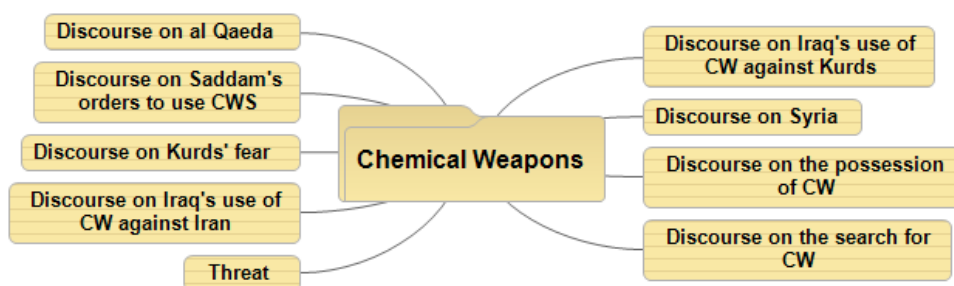 Discourse on al Qaeda
Discourse on Saddam's
orders to use CWS
Discourse on Kurds' fear
Discourse on Iraq's use of
CW against Iran
Threat
Chemical Weapons
Discourse on Iraq's use of
CW against Kurds
Discourse on Syria
Discourse on the possession
of CW
Discourse on the search for
CW